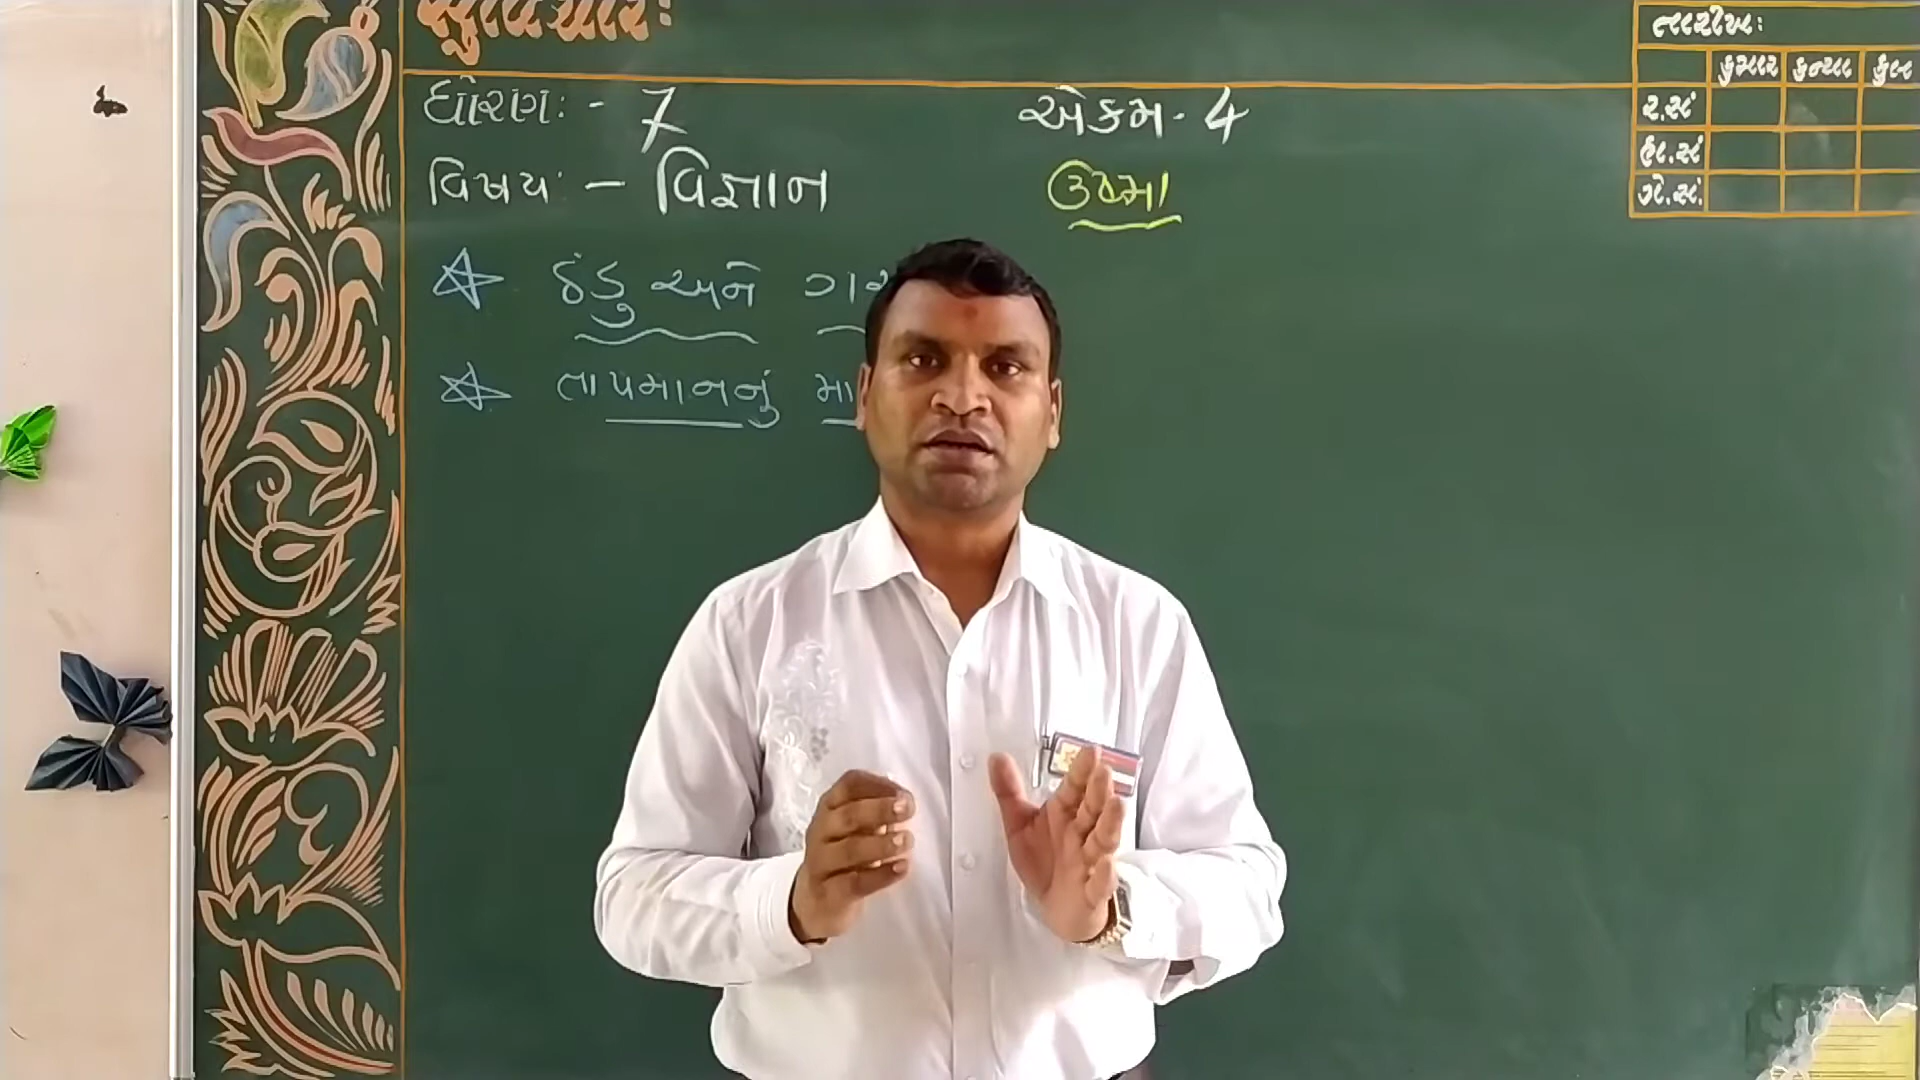 સુવિચાર:
તારીખ:
કુમાર કન્યા કુલ
ર.સં
હા.સં
ગે.સં.
ધોરણ: - 7
એકમ - 4
વિષય: - વિજ્ઞાન
ઉષ્મા
ઠંડુ અને
તાપમાનનું